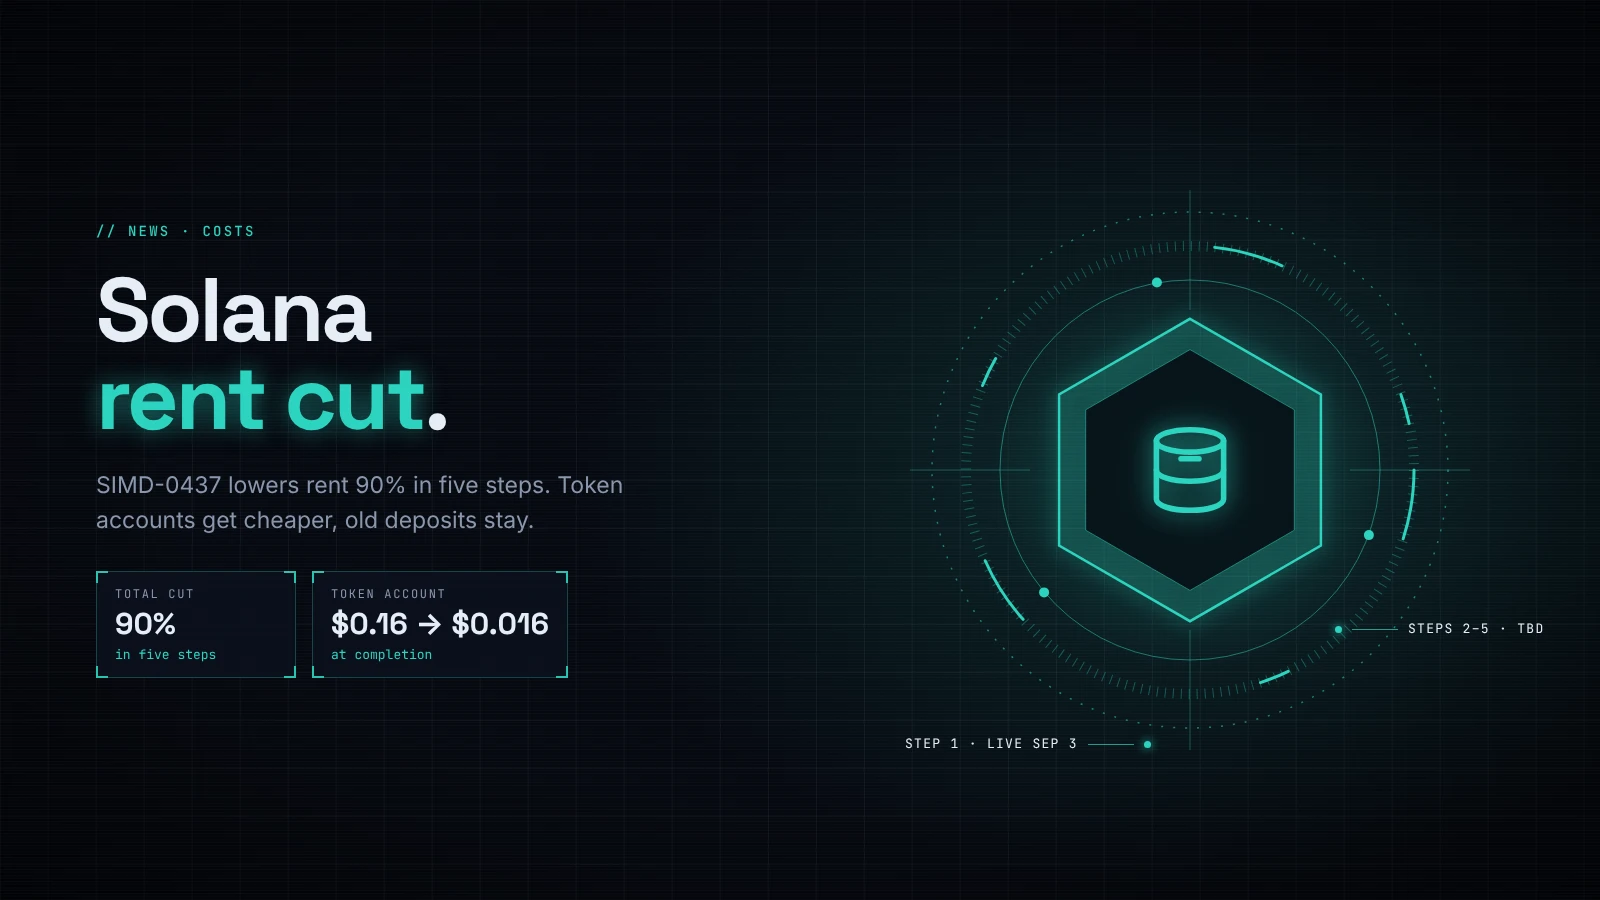 // NEWS · COSTS
Solana
rent cut.
SIMD-0437 lowers rent 90% in five steps. Token
accounts get cheaper, old deposits stay.
TOTAL CUT
90%
in five steps
TOKEN ACCOUNT
$0.16 → $0.016
at completion
STEPS 2–5 · TBD
STEP 1 · LIVE SEP 3